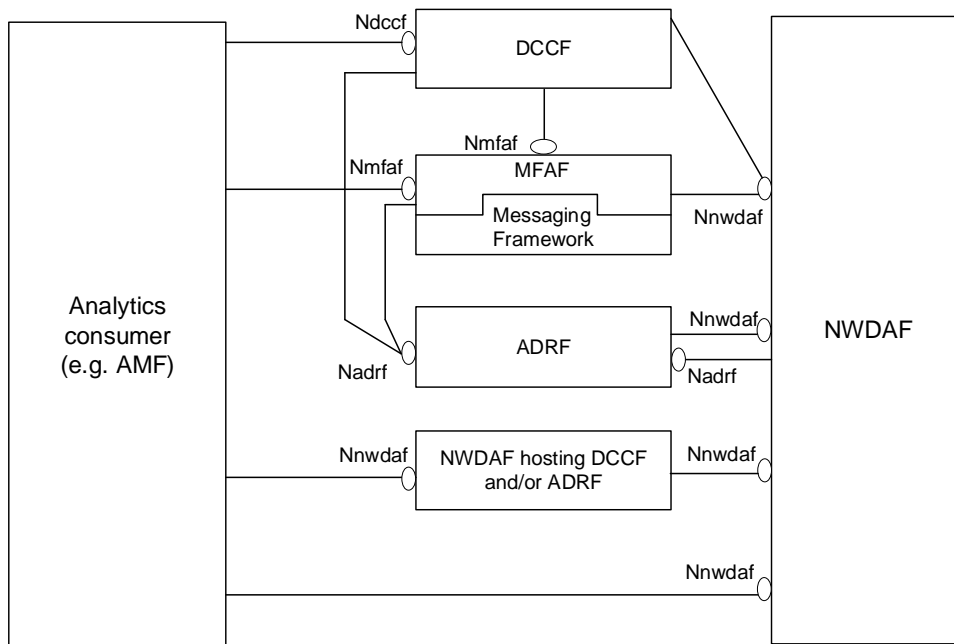 Ndccf
DCCF
Nmfaf
Nmfaf
MFAF
Nnwdaf
Messaging
Framework
Analytics
consumer
(e.g. AMF)
Nnwdaf
ADRF
NWDAF
Nadrf
Nadrf
Nnwdaf
NWDAF hosting DCCF
and/or ADRF
Nnwdaf
Nnwdaf